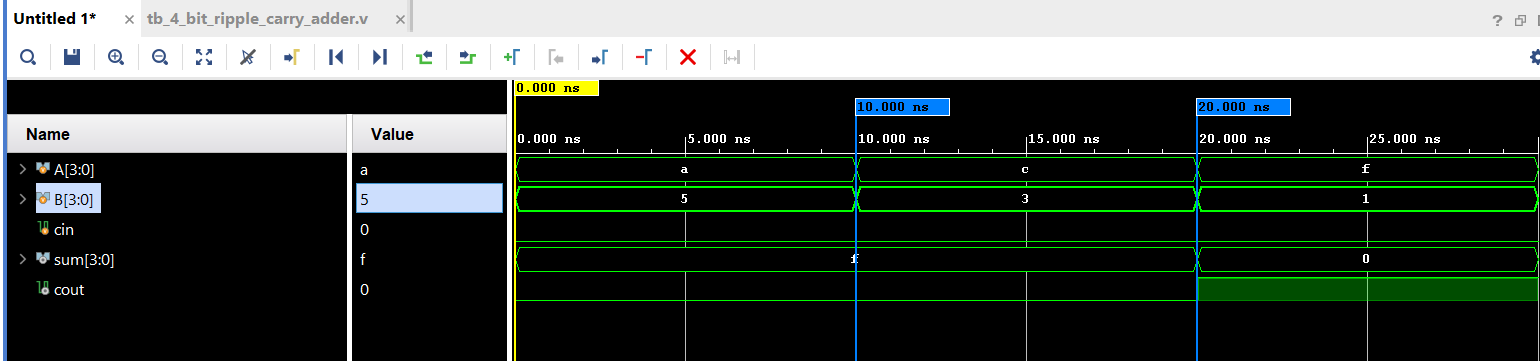 Untitled 1*
tb_4_bit_ripple_carry_adder.v
0.000 ns
10.000 ns
20.000 ns
Name Value
0.000 ns 5.000 ns 10.000 ns 15.000 ns 20.000 ns 25.000 ns
A[3:0] a a c f
B[3:0] 5 5 3 1
cin 0
sum[3:0] f f 0
cout 0